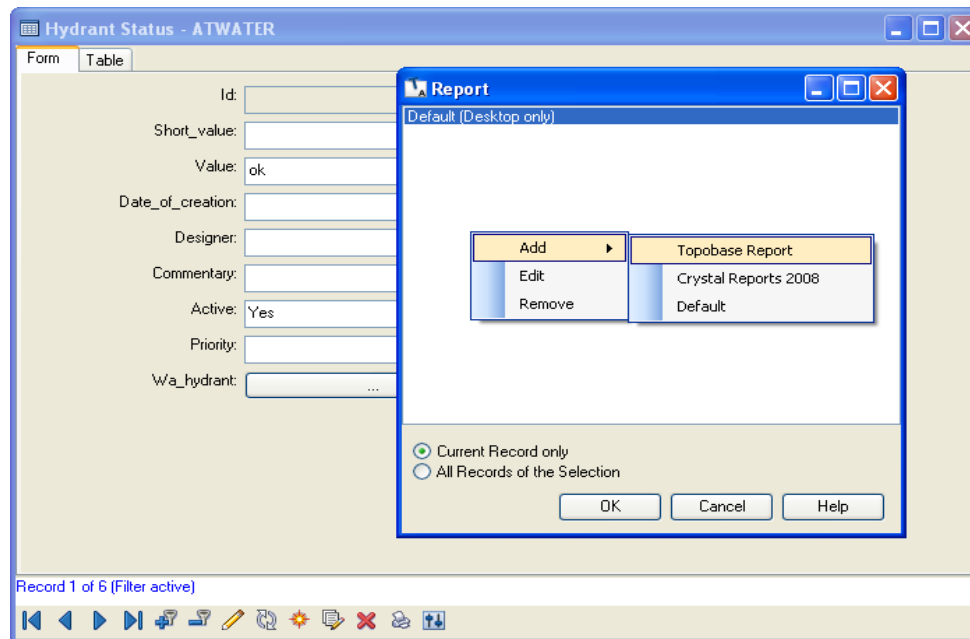 Hydrant Status - ATWATER
Form
Table
Id:
Short_value:
Value: ok
Date_of_creation:
Designer:
Commentary:
Active: Yes
Priority:
Wa_hydrant: ...
Report
Default (Desktop only)
Add
Edit
Remove
Topobase Report
Crystal Reports 2008
Default
Current Record only
All Records of the Selection
OK Cancel Help
Record 1 of 6 (Filter active)